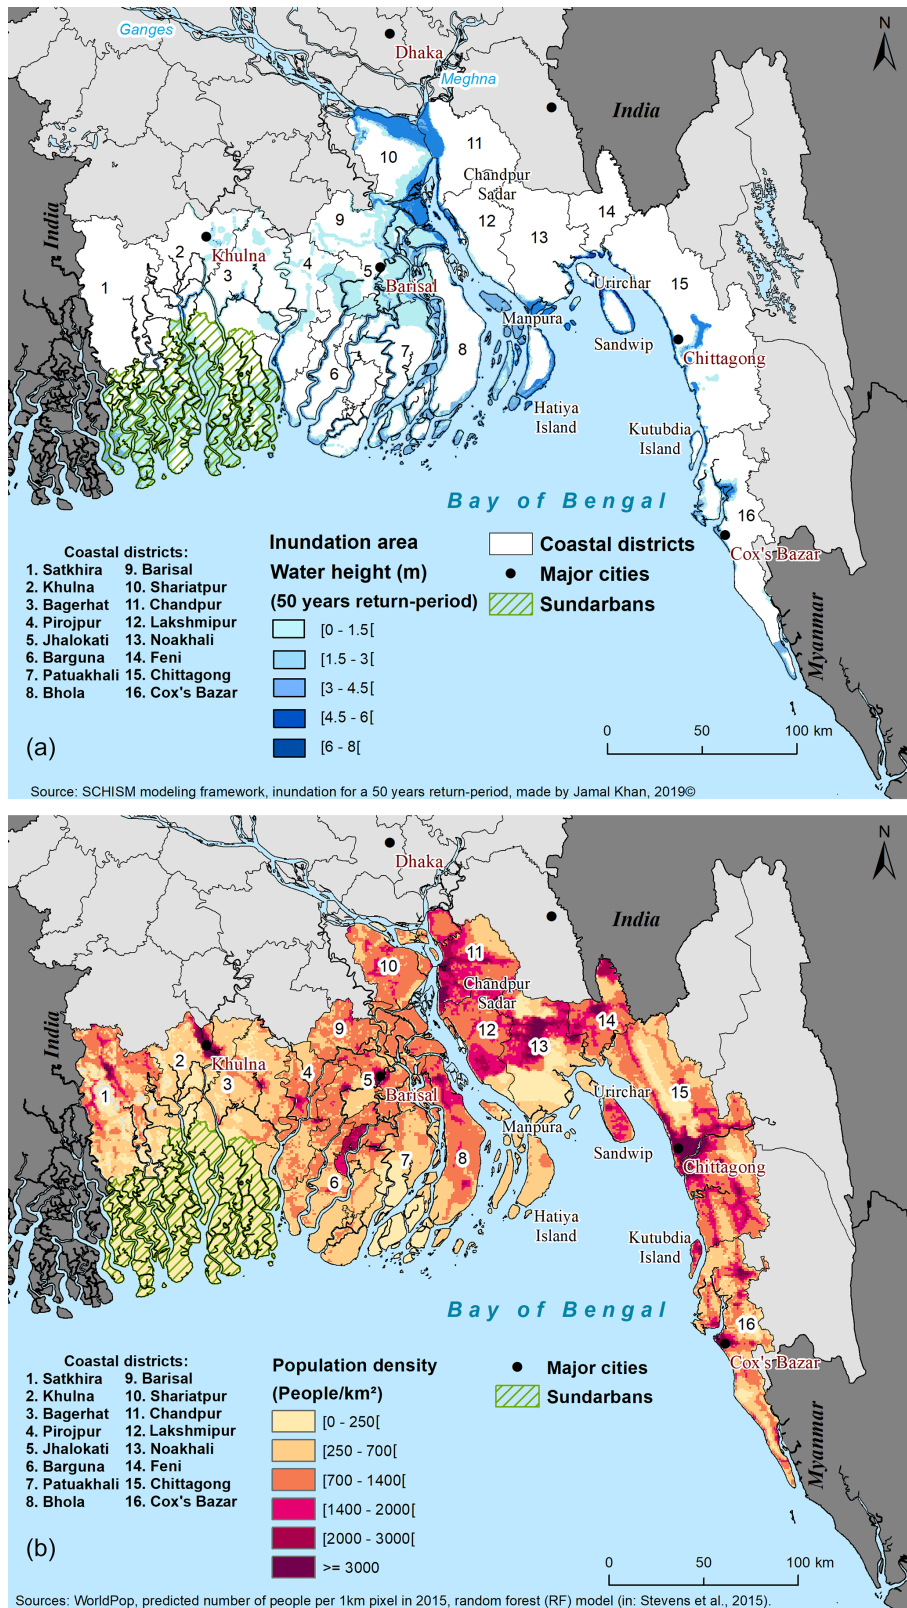 Ganges
Dhaka
Meghna
N
India
11
10
Chandpur
Sadar
India
9
12
14
2
Khulna
13
3
4
5
Barisal
1
Urirchar
15
Manpura
Sandwip
Chittagong
6
7
8
Hatiya
Island
Kutubdia
Island
Bay of Bengal
16
Cox's Bazar
Myanmar
Coastal districts:
1. Satkhira 9. Barisal
2. Khulna 10. Shariatpur
3. Bagerhat 11. Chandpur
4. Pirojpur 12. Lakshmipur
5. Jhalokati 13. Noakhali
6. Barguna 14. Feni
7. Patuakhali 15. Chittagong
8. Bhola 16. Cox's Bazar
Inundation area
Water height (m)
(50 years return-period)
[0 - 1.5[
[1.5 - 3[
[3 - 4.5[
[4.5 - 6[
[6 - 8[
Coastal districts
Major cities
Sundarbans
0 50 100 km
(a)
Source: SCHISM modeling framework, inundation for a 50 years return-period, made by Jamal Khan, 2019©
Dhaka
N
India
11
10
Chandpur
Sadar
India
9
12
14
2
Khulna
13
3
4
5
Barisal
1
Urirchar
15
Manpura
Sandwip
Chittagong
6
7
8
Hatiya
Island
Kutubdia
Island
Bay of Bengal
16
Cox's Bazar
Myanmar
Coastal districts:
1. Satkhira 9. Barisal
2. Khulna 10. Shariatpur
3. Bagerhat 11. Chandpur
4. Pirojpur 12. Lakshmipur
5. Jhalokati 13. Noakhali
6. Barguna 14. Feni
7. Patuakhali 15. Chittagong
8. Bhola 16. Cox's Bazar
Population density
(People/km²)
[0 - 250[
[250 - 700[
[700 - 1400[
[1400 - 2000[
[2000 - 3000[
>= 3000
Major cities
Sundarbans
0 50 100 km
(b)
Sources: WorldPop, predicted number of people per 1km pixel in 2015, random forest (RF) model (in: Stevens et al., 2015).